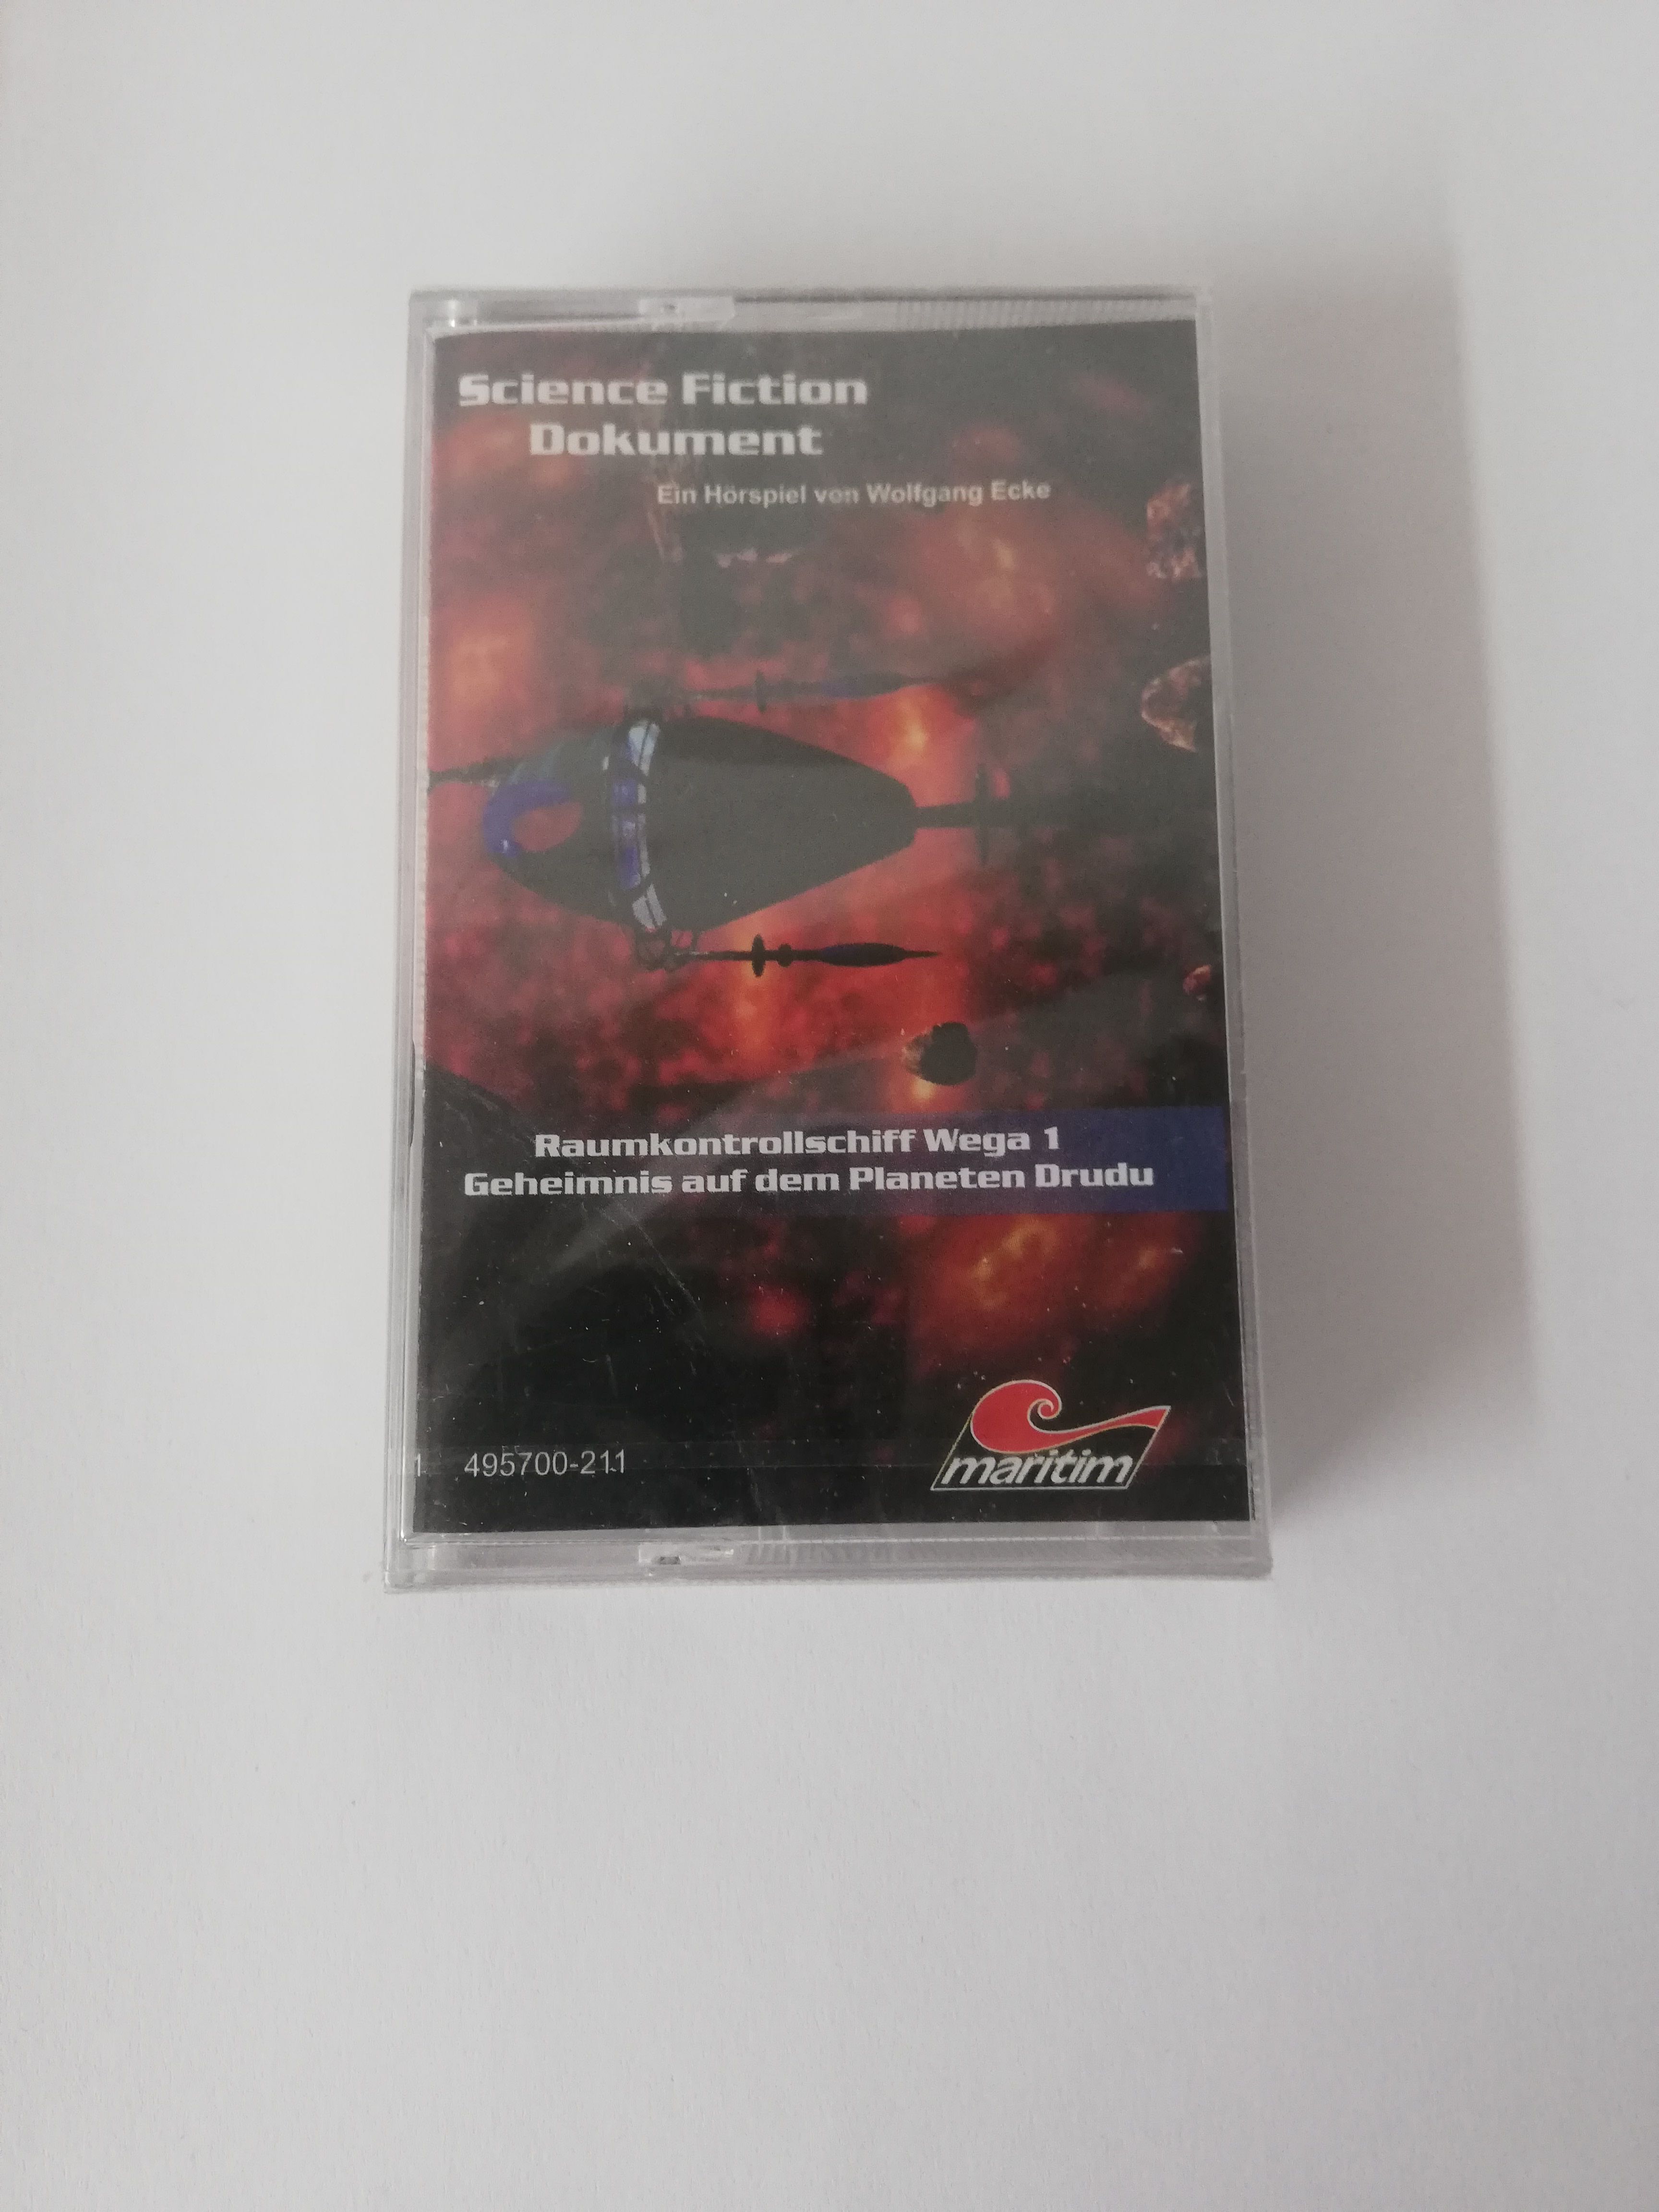 Science Fiction
Dokument
Ein Hörspiel von Wolfgang Ecke
Raumkontrollschiff Wega 1
Geheimnis auf dem Planeten Drudu
1 495700-211
maritim